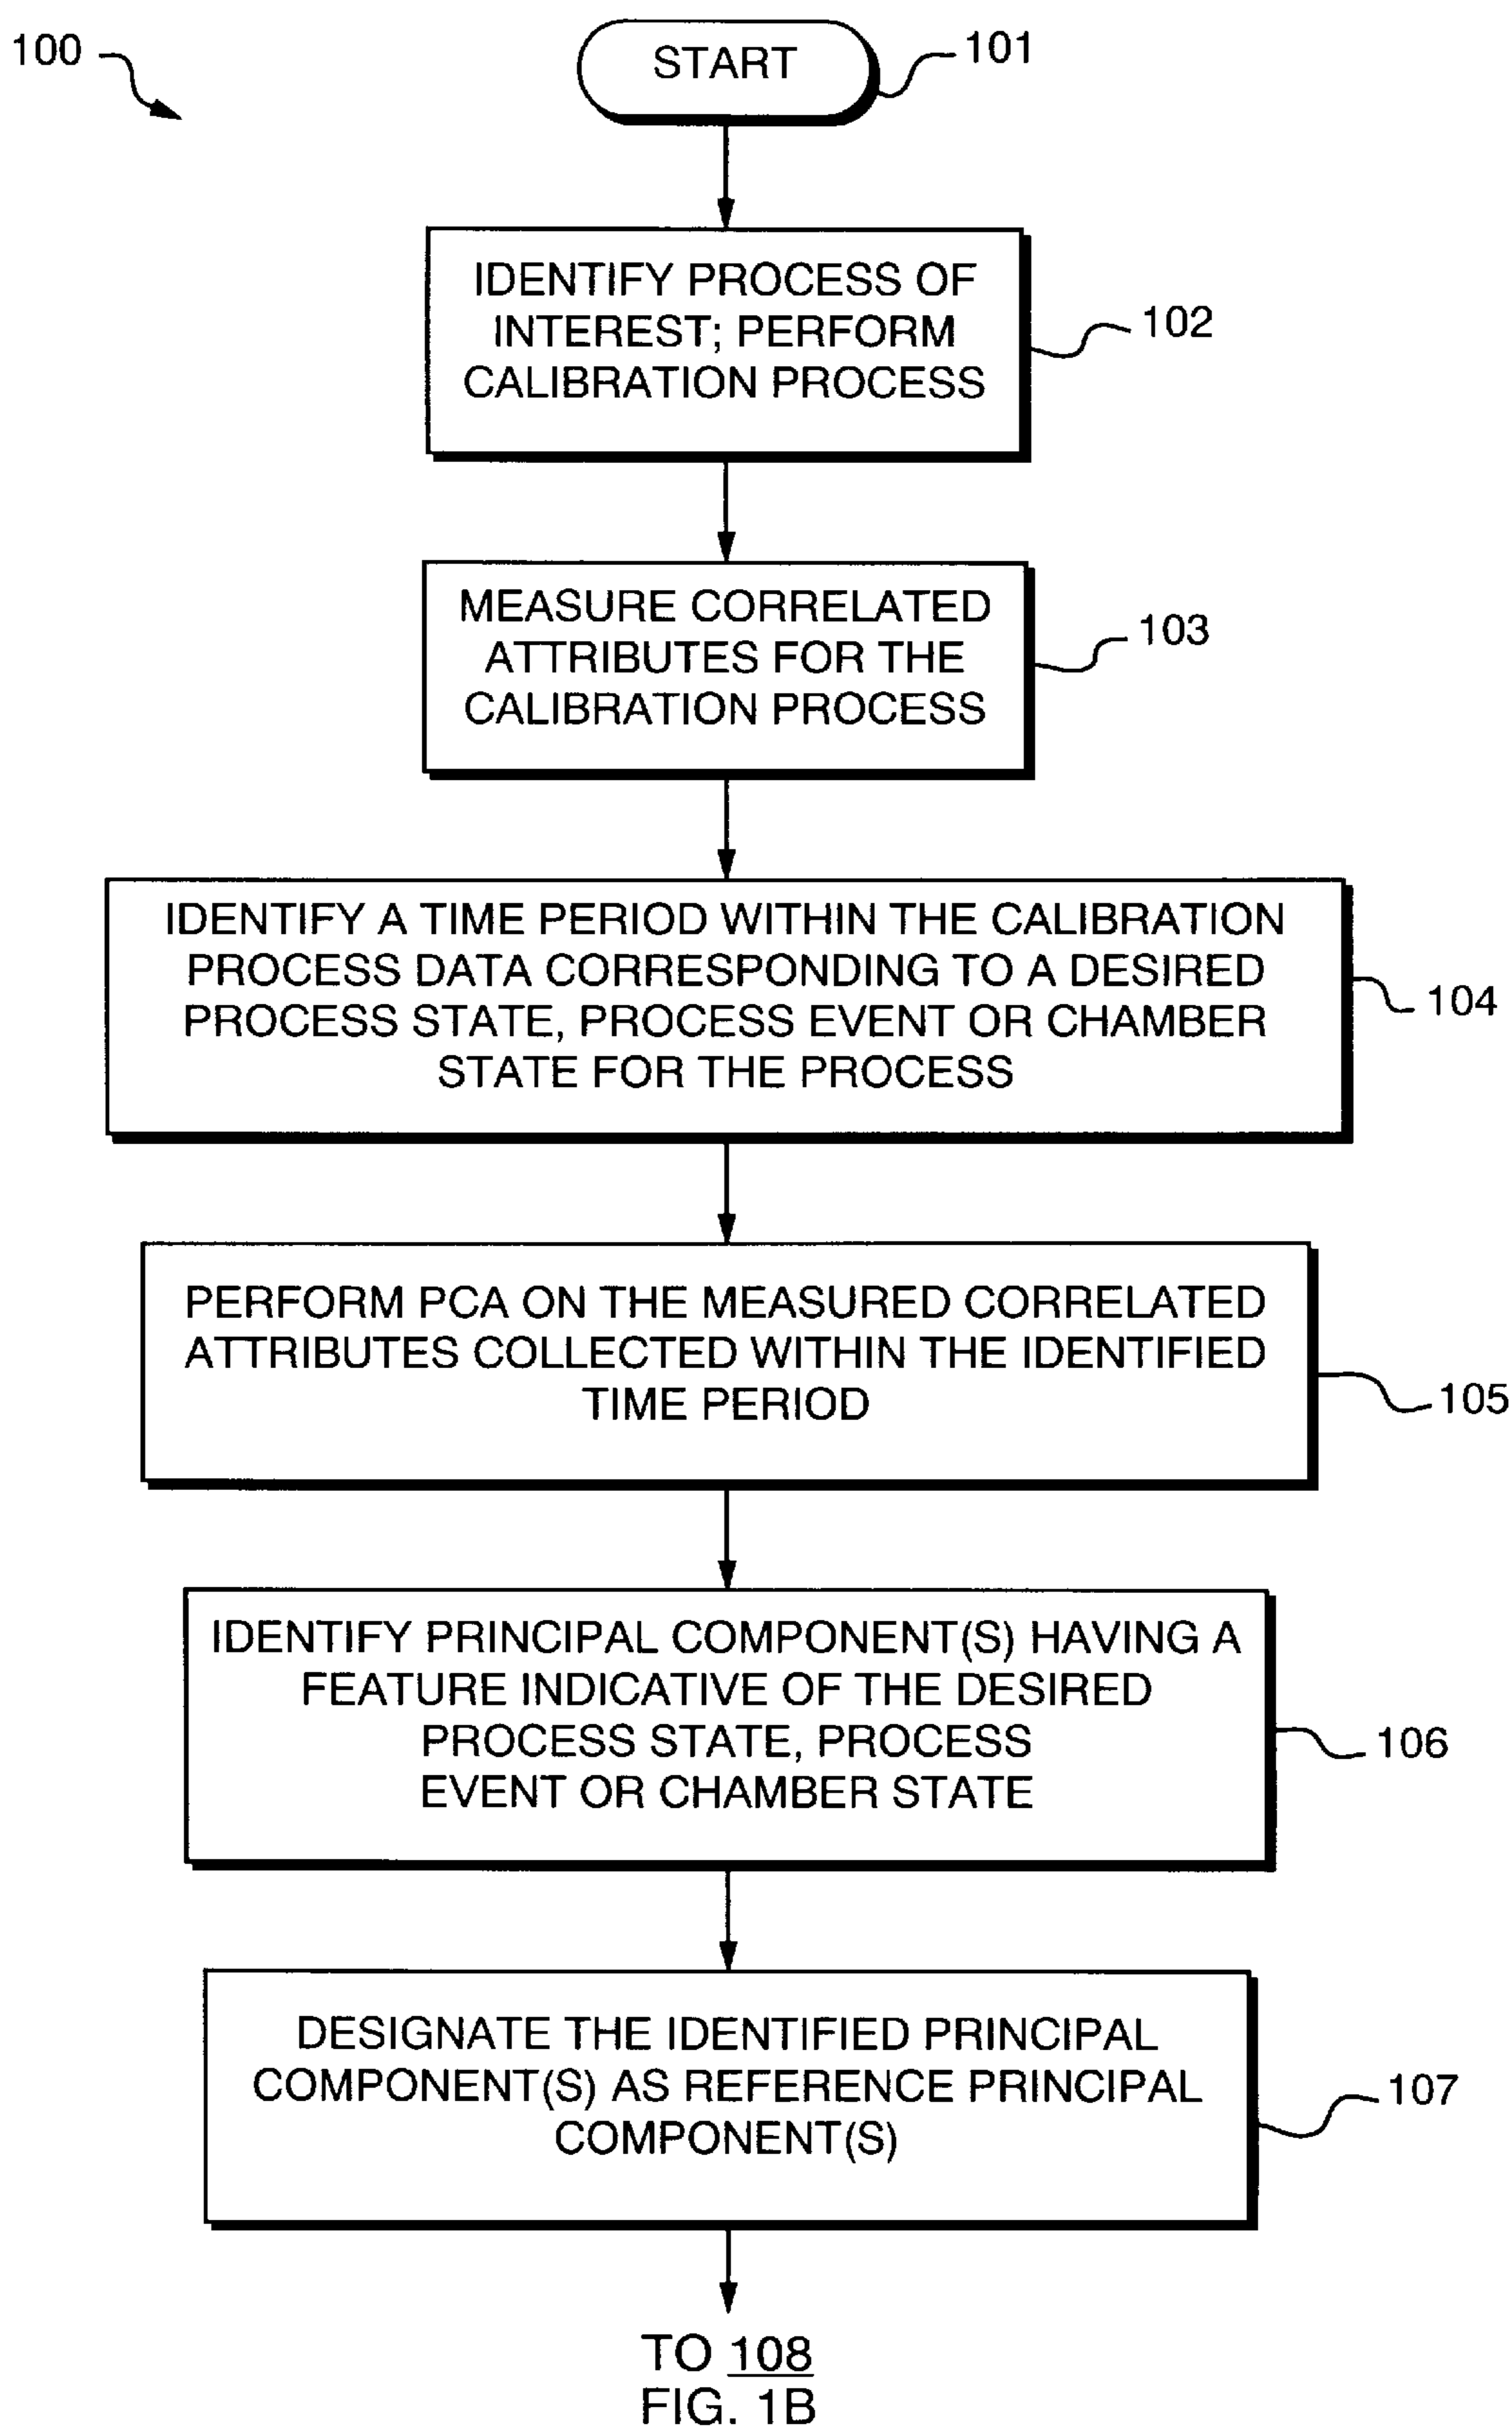 100
START
101
IDENTIFY PROCESS OF
INTEREST; PERFORM
CALIBRATION PROCESS
102
MEASURE CORRELATED
ATTRIBUTES FOR THE
CALIBRATION PROCESS
103
IDENTIFY A TIME PERIOD WITHIN THE CALIBRATION
PROCESS DATA CORRESPONDING TO A DESIRED
PROCESS STATE, PROCESS EVENT OR CHAMBER
STATE FOR THE PROCESS
104
PERFORM PCA ON THE MEASURED CORRELATED
ATTRIBUTES COLLECTED WITHIN THE IDENTIFIED
TIME PERIOD
105
IDENTIFY PRINCIPAL COMPONENT(S) HAVING A
FEATURE INDICATIVE OF THE DESIRED
PROCESS STATE, PROCESS
EVENT OR CHAMBER STATE
106
DESIGNATE THE IDENTIFIED PRINCIPAL
COMPONENT(S) AS REFERENCE PRINCIPAL
COMPONENT(S)
107
TO 108
FIG. 1B